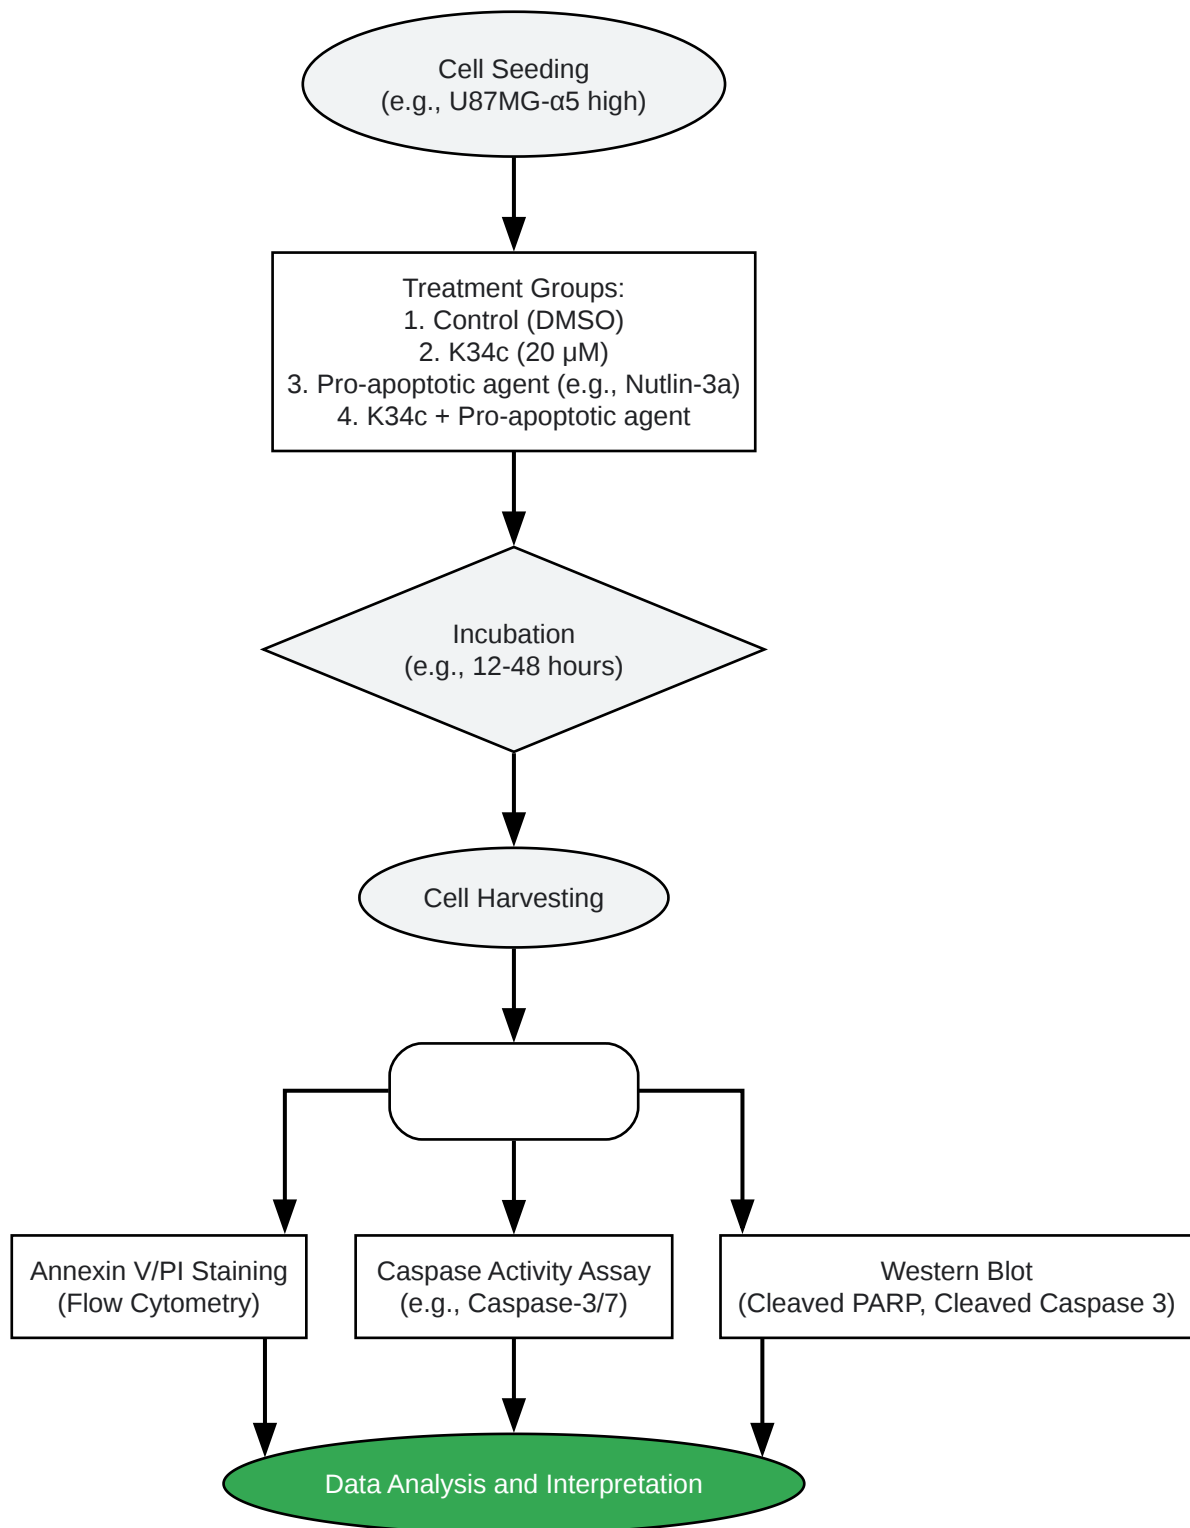 Cell Seeding
(e.g., U87MG-α5 high)
Treatment Groups:
1. Control (DMSO)
2. K34c (20 μM)
3. Pro-apoptotic agent (e.g., Nutlin-3a)
4. K34c + Pro-apoptotic agent
Incubation
(e.g., 12-48 hours)
Cell Harvesting
Annexin V/PI Staining
(Flow Cytometry)
Caspase Activity Assay
(e.g., Caspase-3/7)
Western Blot
(Cleaved PARP, Cleaved Caspase 3)
Data Analysis and Interpretation